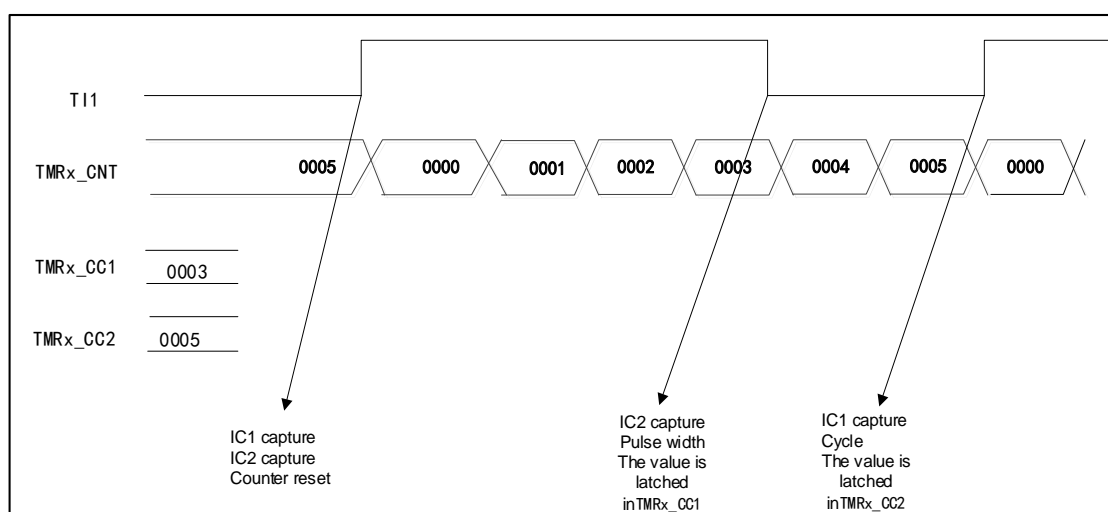 TI1
TMRx_CNT
0005 0000 0001 0002 0003 0004 0005 0000
TMRx_CC1 0003
TMRx_CC2 0005
IC1 capture
IC2 capture
Counter reset
IC2 capture
Pulse width
The value is
latched
inTMRx_CC1
IC1 capture
Cycle
The value is
latched
inTMRx_CC2